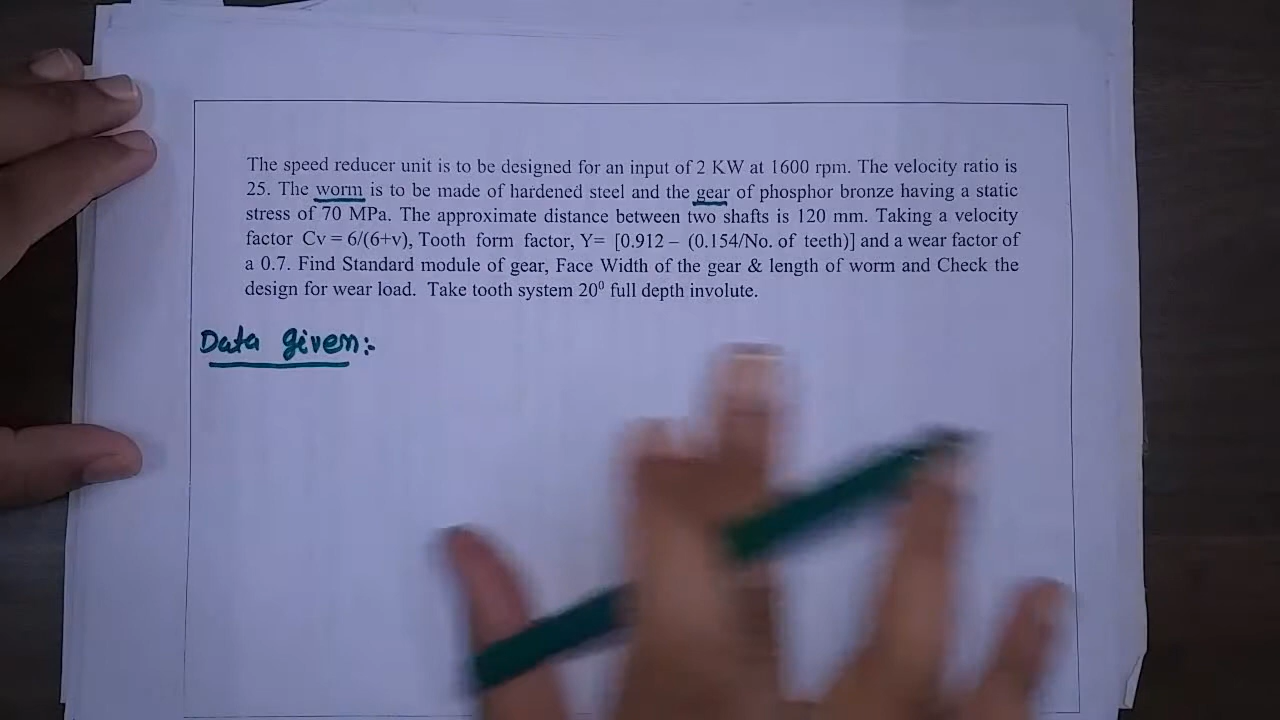 The speed reducer unit is to be designed for an input of 2 KW at 1600 rpm. The velocity ratio is
25. The worm is to be made of hardened steel and the gear of phosphor bronze having a static
stress of 70 MPa. The approximate distance between two shafts is 120 mm. Taking a velocity
factor Cv = 6/(6+v), Tooth form factor, Y= [0.912 – (0.154/No. of teeth)] and a wear factor of
a 0.7. Find Standard module of gear, Face Width of the gear & length of worm and Check the
design for wear load. Take tooth system 20⁰ full depth involute.
Data given:-